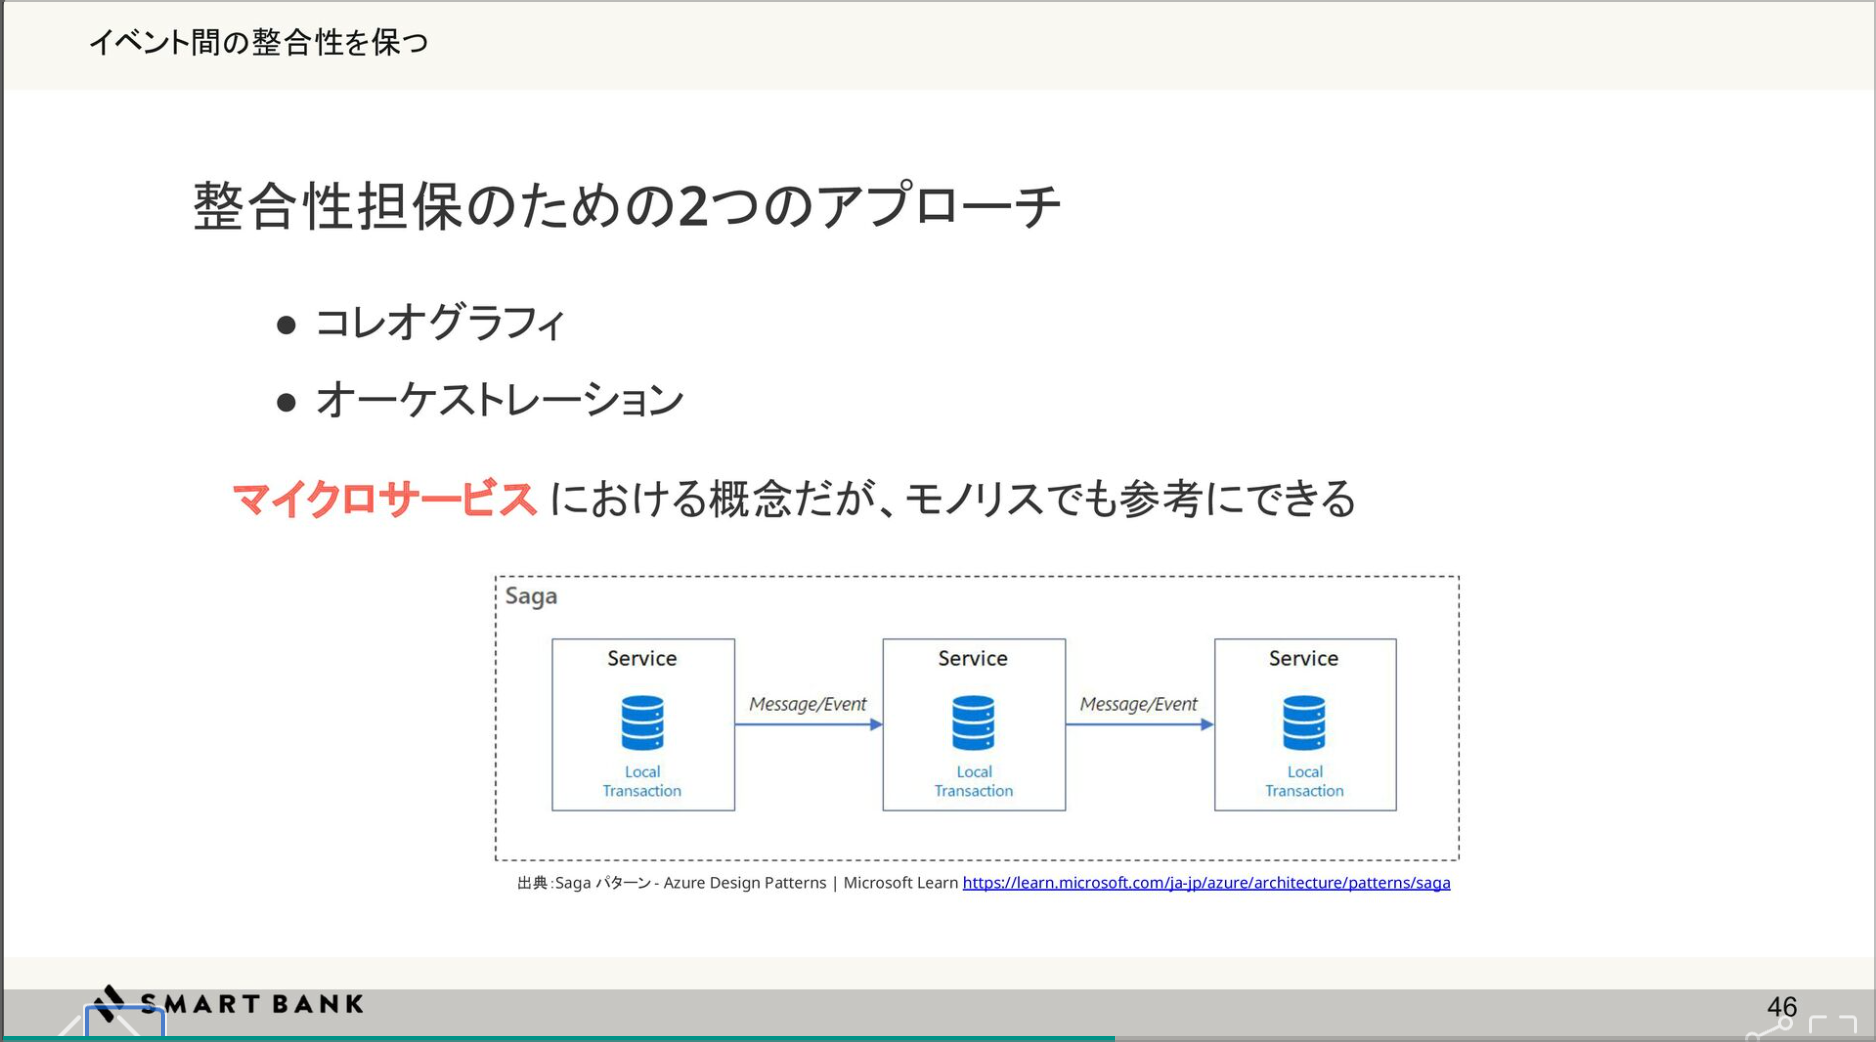 イベント間の整合性を保つ
整合性担保のための2つのアプローチ
● コレオグラフィ
● オーケストレーション
マイクロサービス における概念だが、モノリスでも参考にできる
Saga
Service
Local
Transaction
Message/Event
Service
Local
Transaction
Message/Event
Service
Local
Transaction
出典：Saga パターン - Azure Design Patterns | Microsoft Learn https://learn.microsoft.com/ja-jp/azure/architecture/patterns/saga
SMART BANK
46